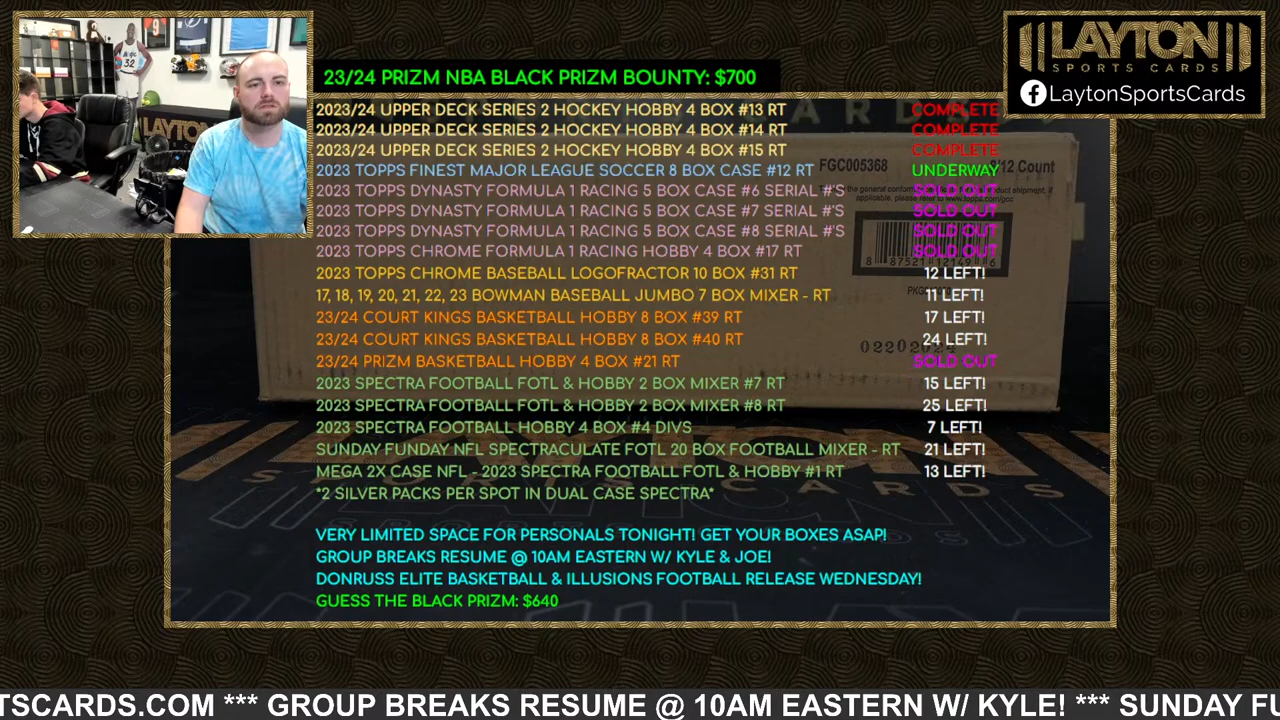 LAYTON
SPORTS CARDS
LaytonSportsCards
23/24 PRIZM NBA BLACK PRIZM BOUNTY: $700
2023/24 UPPER DECK SERIES 2 HOCKEY HOBBY 4 BOX #13 RT COMPLETE
2023/24 UPPER DECK SERIES 2 HOCKEY HOBBY 4 BOX #14 RT COMPLETE
2023/24 UPPER DECK SERIES 2 HOCKEY HOBBY 4 BOX #15 RT COMPLETE
2023 TOPPS FINEST MAJOR LEAGUE SOCCER 8 BOX CASE #12 RT UNDERWAY
2023 TOPPS DYNASTY FORMULA 1 RACING 5 BOX CASE #6 SERIAL #'S SOLD OUT
2023 TOPPS DYNASTY FORMULA 1 RACING 5 BOX CASE #7 SERIAL #'S SOLD OUT
2023 TOPPS DYNASTY FORMULA 1 RACING 5 BOX CASE #8 SERIAL #'S SOLD OUT
2023 TOPPS CHROME FORMULA 1 RACING HOBBY 4 BOX #17 RT SOLD OUT
2023 TOPPS CHROME BASEBALL LOGOFRACTOR 10 BOX #31 RT 12 LEFT!
17, 18, 19, 20, 21, 22, 23 BOWMAN BASEBALL JUMBO 7 BOX MIXER - RT 11 LEFT!
23/24 COURT KINGS BASKETBALL HOBBY 8 BOX #39 RT 17 LEFT!
23/24 COURT KINGS BASKETBALL HOBBY 8 BOX #40 RT 24 LEFT!
23/24 PRIZM BASKETBALL HOBBY 4 BOX #21 RT SOLD OUT
2023 SPECTRA FOOTBALL FOTL & HOBBY 2 BOX MIXER #7 RT 15 LEFT!
2023 SPECTRA FOOTBALL FOTL & HOBBY 2 BOX MIXER #8 RT 25 LEFT!
2023 SPECTRA FOOTBALL HOBBY 4 BOX #4 DIVS 7 LEFT!
SUNDAY FUNDAY NFL SPECTRACULATE FOTL 20 BOX FOOTBALL MIXER - RT 21 LEFT!
MEGA 2X CASE NFL - 2023 SPECTRA FOOTBALL FOTL & HOBBY #1 RT 13 LEFT!
*2 SILVER PACKS PER SPOT IN DUAL CASE SPECTRA*
VERY LIMITED SPACE FOR PERSONALS TONIGHT! GET YOUR BOXES ASAP!
GROUP BREAKS RESUME @ 10AM EASTERN W/ KYLE & JOE!
DONRUSS ELITE BASKETBALL & ILLUSIONS FOOTBALL RELEASE WEDNESDAY!
GUESS THE BLACK PRIZM: $640
FGC005368
12 Count
TSCARDS.COM *** GROUP BREAKS RESUME @ 10AM EASTERN W/ KYLE! *** SUNDAY FU